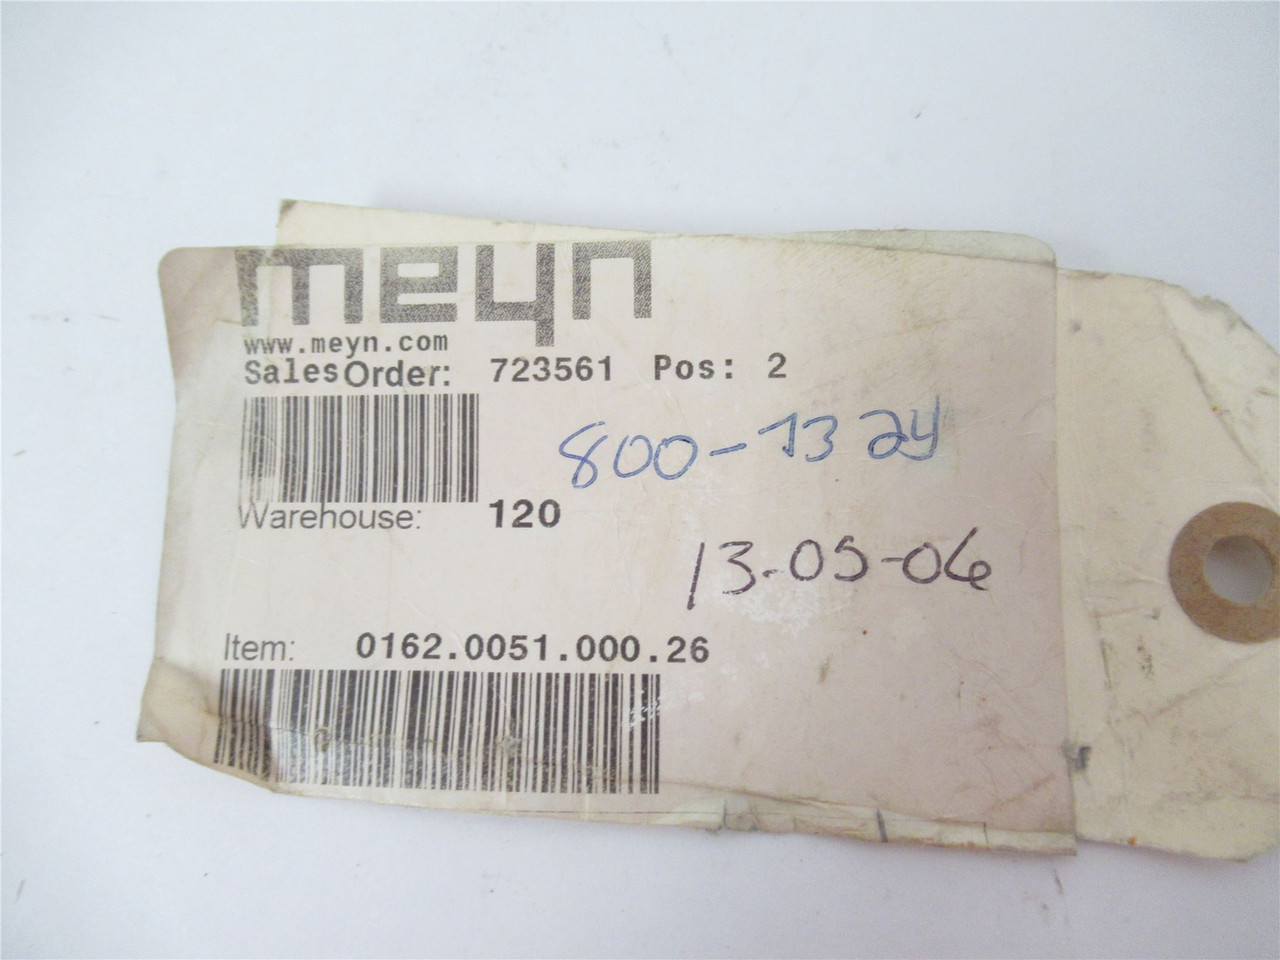 meyn
www.meyn.com
SalesOrder: 723561 Pos: 2
800-1324
Warehouse: 120
13-05-06
Item: 0162.0051.000.26